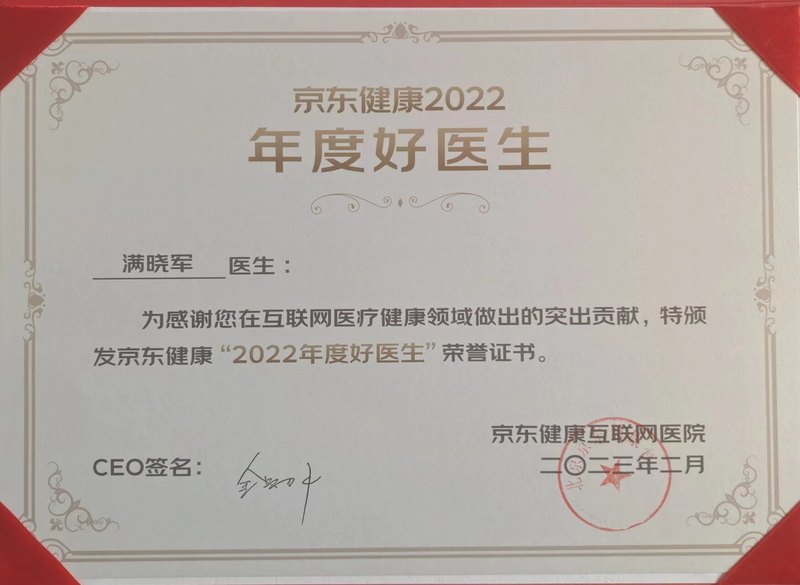 京东健康2022
年度好医生
满晓军 医生：
为感谢您在互联网医疗健康领域做出的突出贡献，特颁
发京东健康“2022年度好医生”荣誉证书。
京东健康互联网医院
CEO签名：
二〇二三年二月